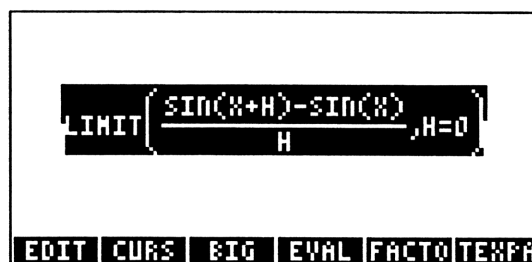 LIMIT(SIN(X+H)-SIN(X)/H,H=0)
EDIT CURS BIG EVAL FACTO TEXPA